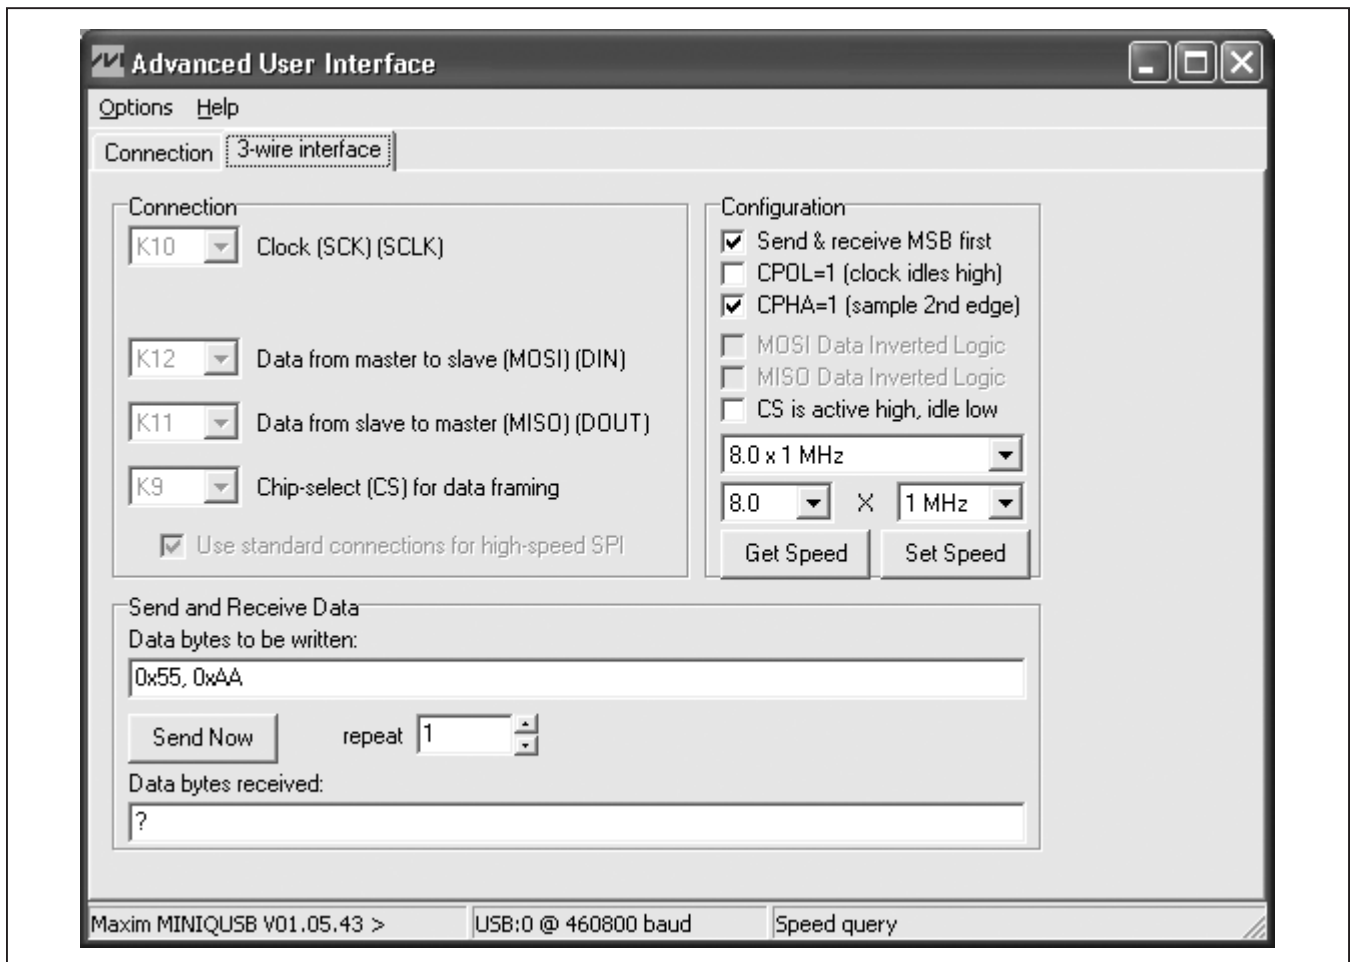 Advanced User Interface
Options Help
Connection 3-wire interface
Connection
K10 Clock (SCK) (SCLK)
K12 Data from master to slave (MOSI) (DIN)
K11 Data from slave to master (MISO) (DOUT)
K9 Chip-select (CS) for data framing
Use standard connections for high-speed SPI
Configuration
Send & receive MSB first
CPOL=1 (clock idles high)
CPHA=1 (sample 2nd edge)
MOSI Data Inverted Logic
MISO Data Inverted Logic
CS is active high, idle low
8.0 x 1 MHz
8.0 X 1 MHz
Get Speed Set Speed
Send and Receive Data
Data bytes to be written:
0x55, 0xAA
Send Now repeat 1
Data bytes received:
?
Maxim MINIQUSB V01.05.43 > USB:0 @ 460800 baud Speed query